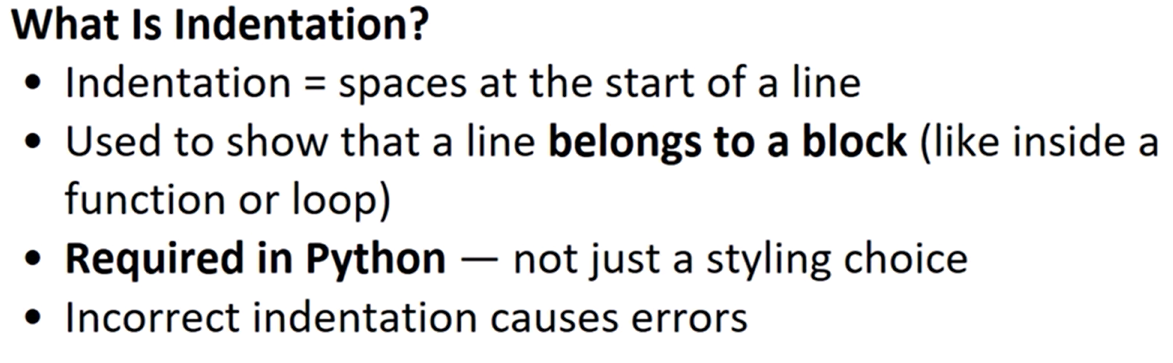 What Is Indentation?
• Indentation = spaces at the start of a line
• Used to show that a line belongs to a block (like inside a
function or loop)
• Required in Python — not just a styling choice
• Incorrect indentation causes errors